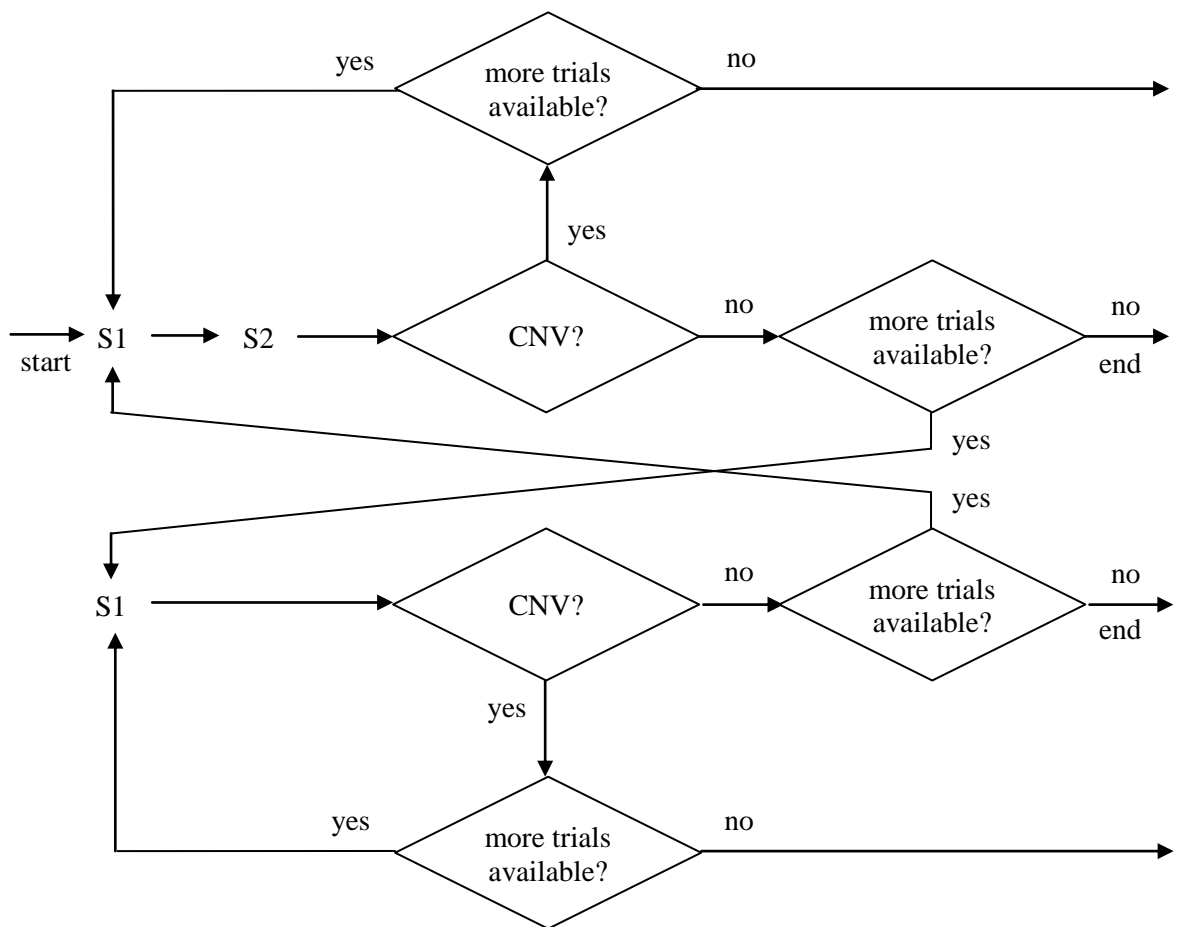 yes
more trials
available?
no
yes
start
S1
S2
CNV?
no
more trials
available?
no
end
yes
yes
S1
CNV?
no
more trials
available?
no
end
yes
yes
more trials
available?
no